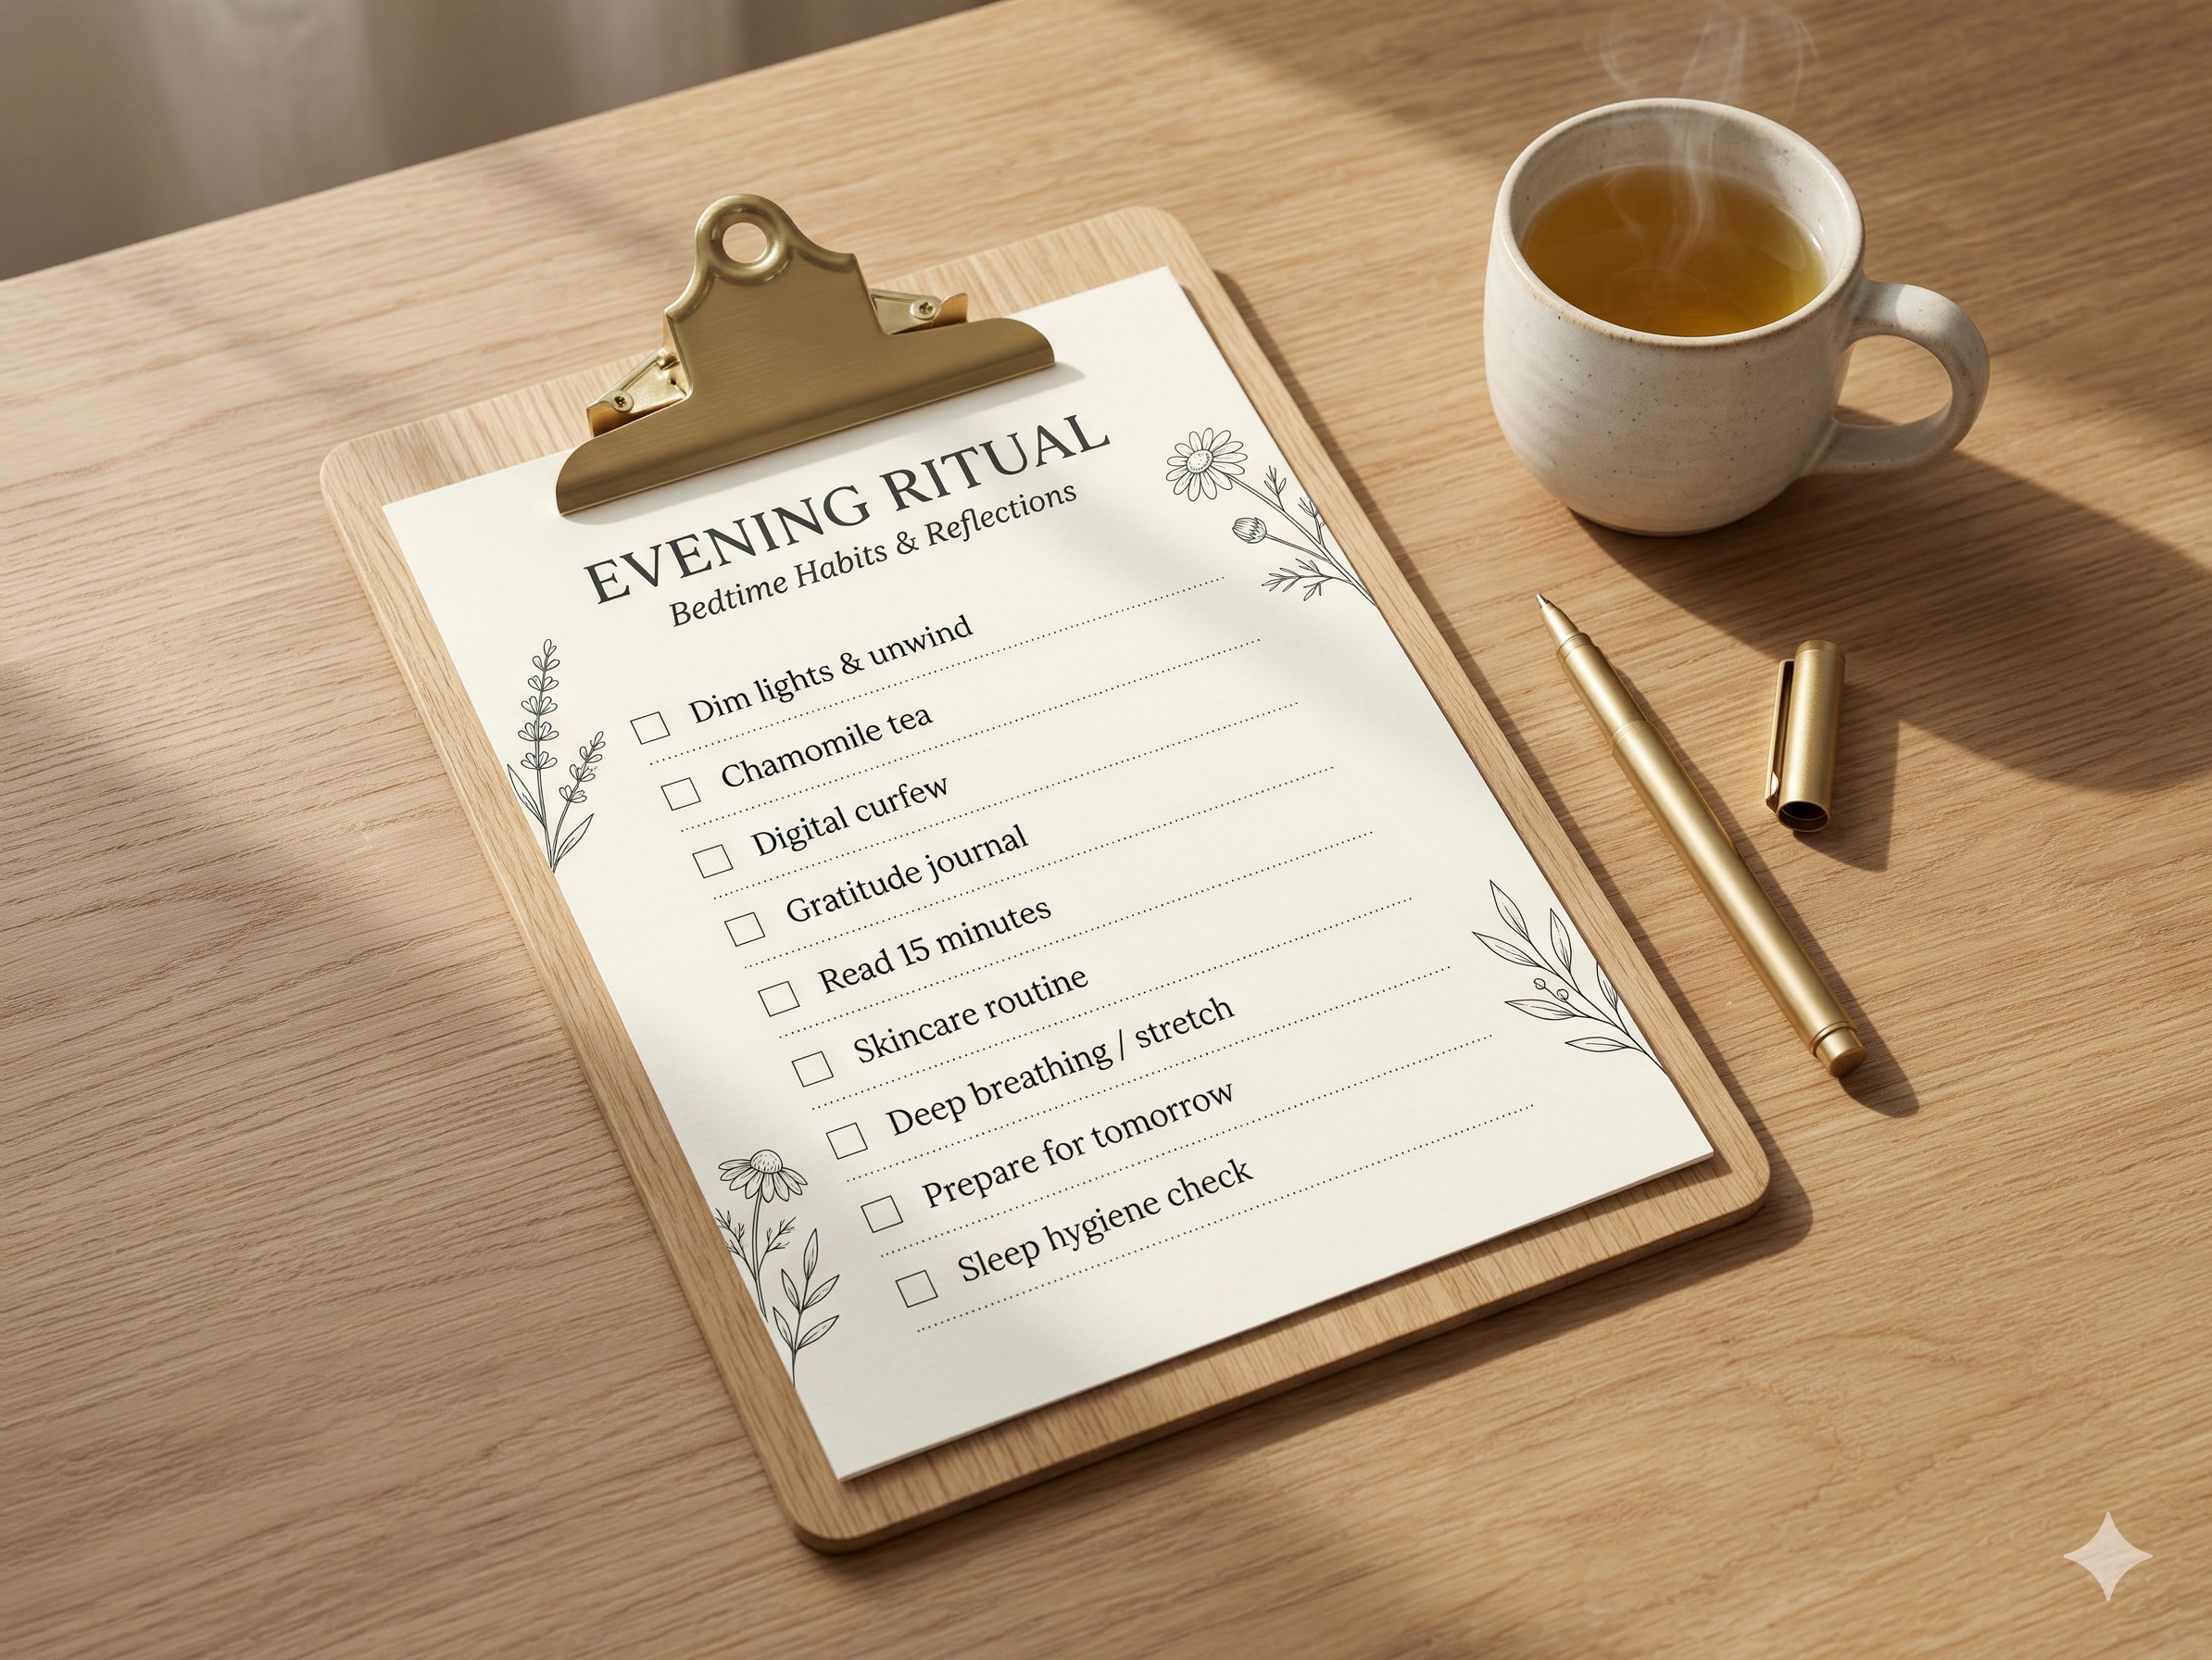 EVENING RITUAL
Bedtime Habits & Reflections
Dim lights & unwind
Chamomile tea
Digital curfew
Gratitude journal
Read 15 minutes
Skincare routine
Deep breathing / stretch
Prepare for tomorrow
Sleep hygiene check